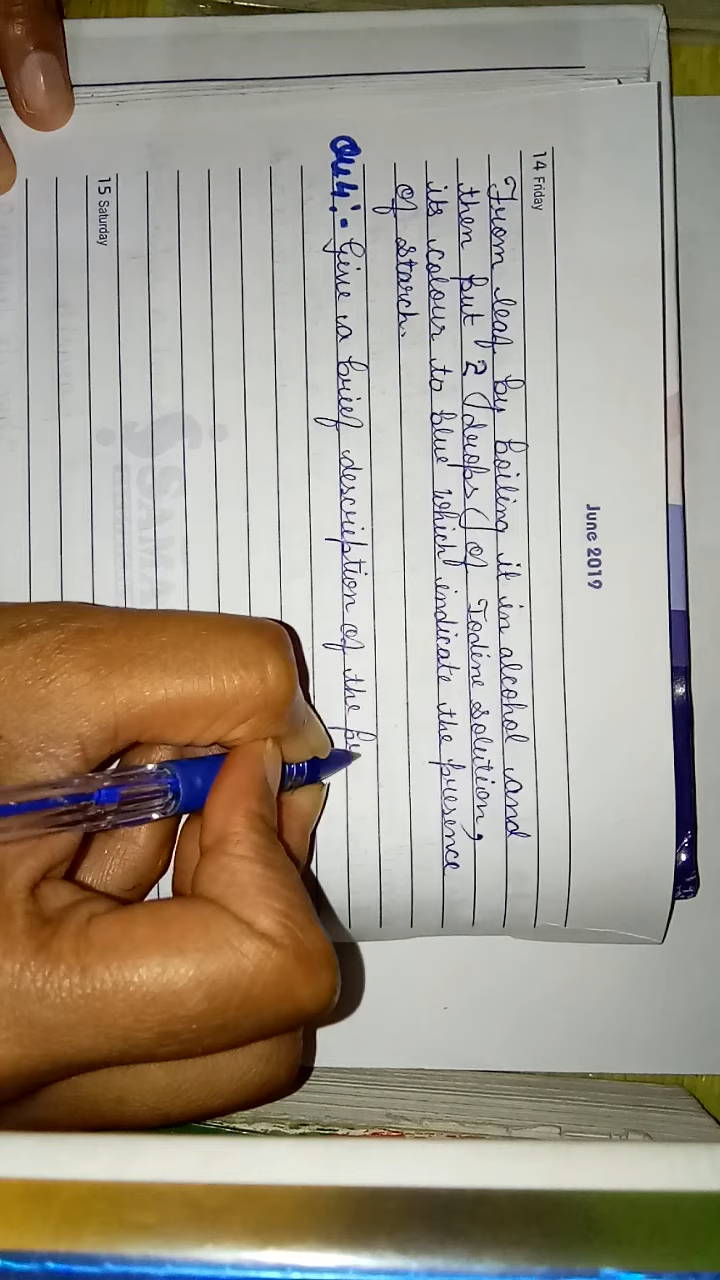 June 2019
14 Friday
From leaf by boiling it in alcohol and
then put 2 drops of Iodine solution,
its colour to blue which indicate the presence
of starch.
Qu4:- Give a brief description of the
15 Saturday
SAMA